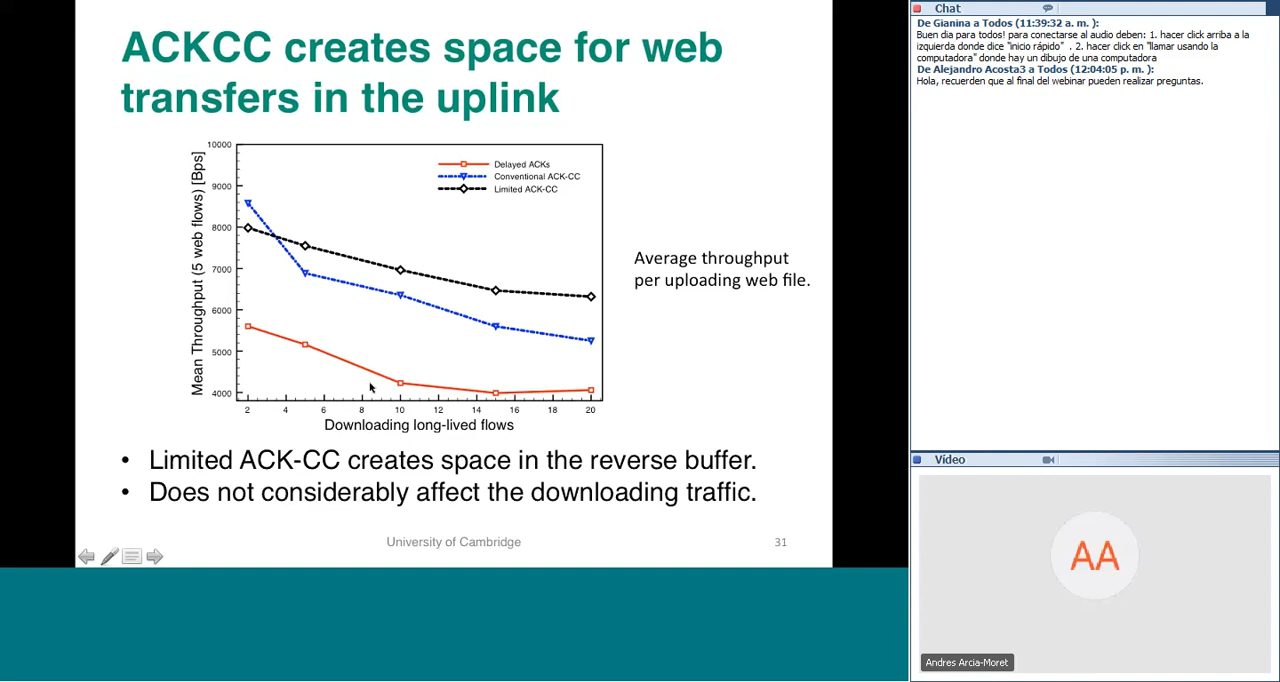 ACKCC creates space for web
transfers in the uplink
10000
9000
8000
7000
6000
5000
4000
Mean Throughput (5 web flows) [Bps]
Delayed ACKs
Conventional ACK-CC
Limited ACK-CC
2 4 6 8 10 12 14 16 18 20
Downloading long-lived flows
Average throughput
per uploading web file.
• Limited ACK-CC creates space in the reverse buffer.
• Does not considerably affect the downloading traffic.
University of Cambridge
31
Chat
De Gianina a Todos (11:39:32 a. m. ):
Buen dia para todos! para conectarse al audio deben: 1. hacer click arriba a la
izquierda donde dice "inicio rápido" . 2. hacer click en "llamar usando la
computadora" donde hay un dibujo de una computadora
De Alejandro Acosta3 a Todos (12:04:05 p. m. ):
Hola, recuerden que al final del webinar pueden realizar preguntas.
Vídeo
AA
Andres Arcia-Moret